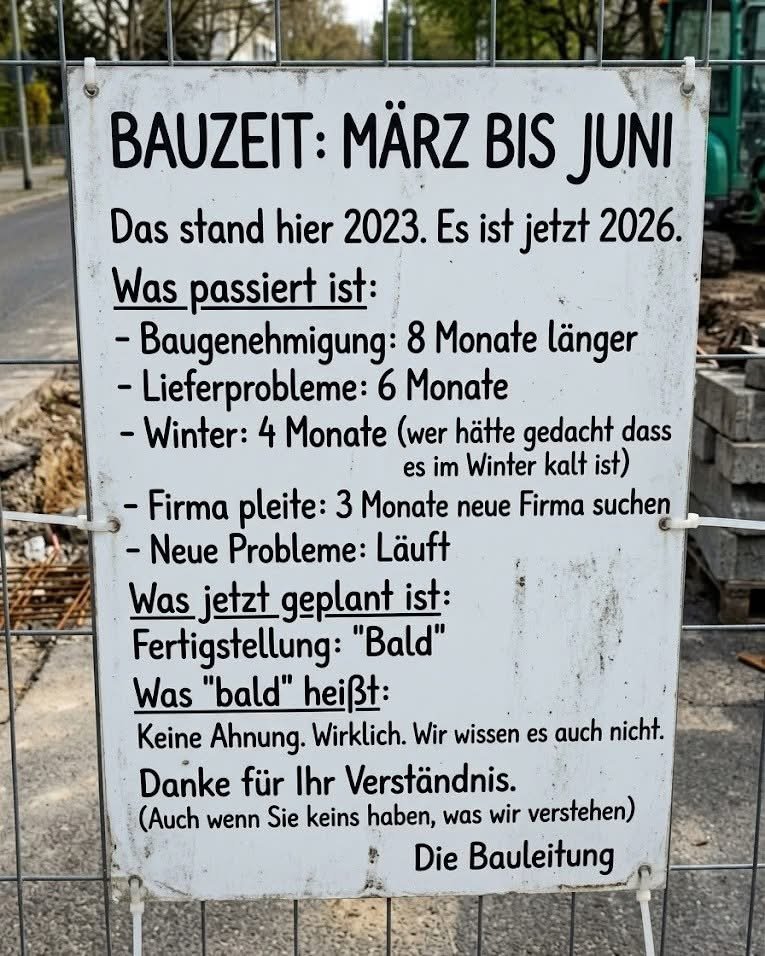 BAUZEIT: MÄRZ BIS JUNI
Das stand hier 2023. Es ist jetzt 2026.
Was passiert ist:
- Baugenehmigung: 8 Monate länger
- Lieferprobleme: 6 Monate
- Winter: 4 Monate (wer hätte gedacht dass
es im Winter kalt ist)
- Firma pleite: 3 Monate neue Firma suchen
- Neue Probleme: Läuft
Was jetzt geplant ist:
Fertigstellung: "Bald"
Was "bald" heißt:
Keine Ahnung. Wirklich. Wir wissen es auch nicht.
Danke für Ihr Verständnis.
(Auch wenn Sie keins haben, was wir verstehen)
Die Bauleitung